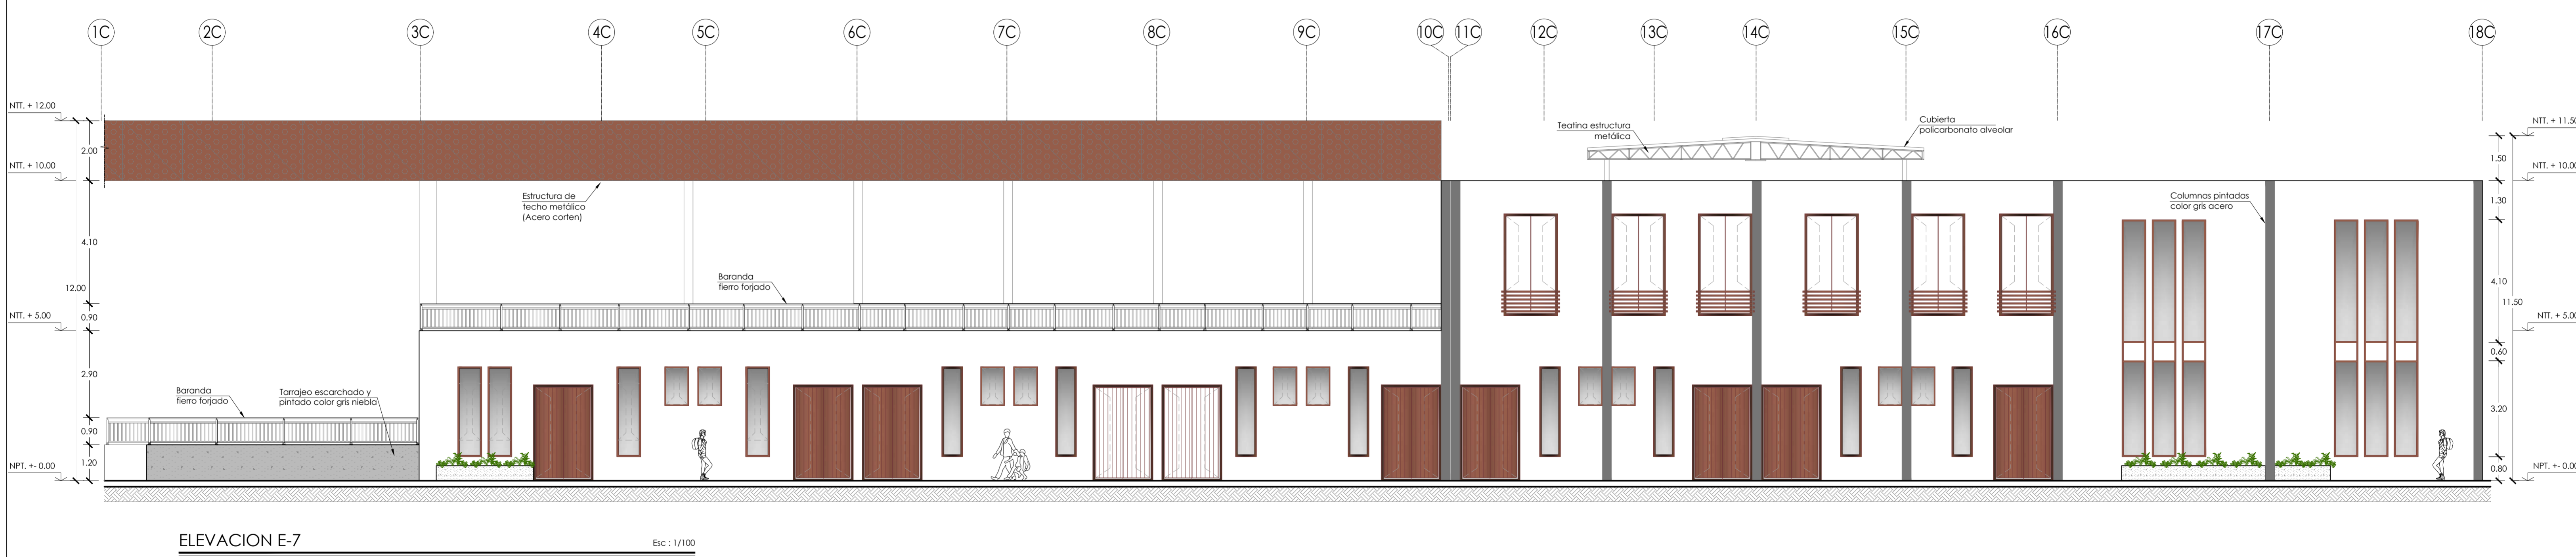 1C 2C 3C 4C 5C 6C 7C 8C 9C 10C 11C 12C 13C 14C 15C 16C 17C 18C
NTT. + 12.00
NTT. + 10.00
NTT. + 5.00
NPT. +- 0.00
12.00
2.00
4.10
0.90
2.90
0.90
1.20
Estructura de
techo metálico
(Acero corten)
Baranda
fierro forjado
Baranda
fierro forjado
Tarrajeo escarchado y
pintado color gris niebla
Teatina estructura
metálica
Cubierta
policarbonato alveolar
Columnas pintadas
color gris acero
1.50
1.30
4.10
0.60
3.20
0.80
11.50
NTT. + 11.50
NTT. + 10.00
NTT. + 5.00
NPT. +- 0.00
ELEVACION E-7
Esc : 1/100